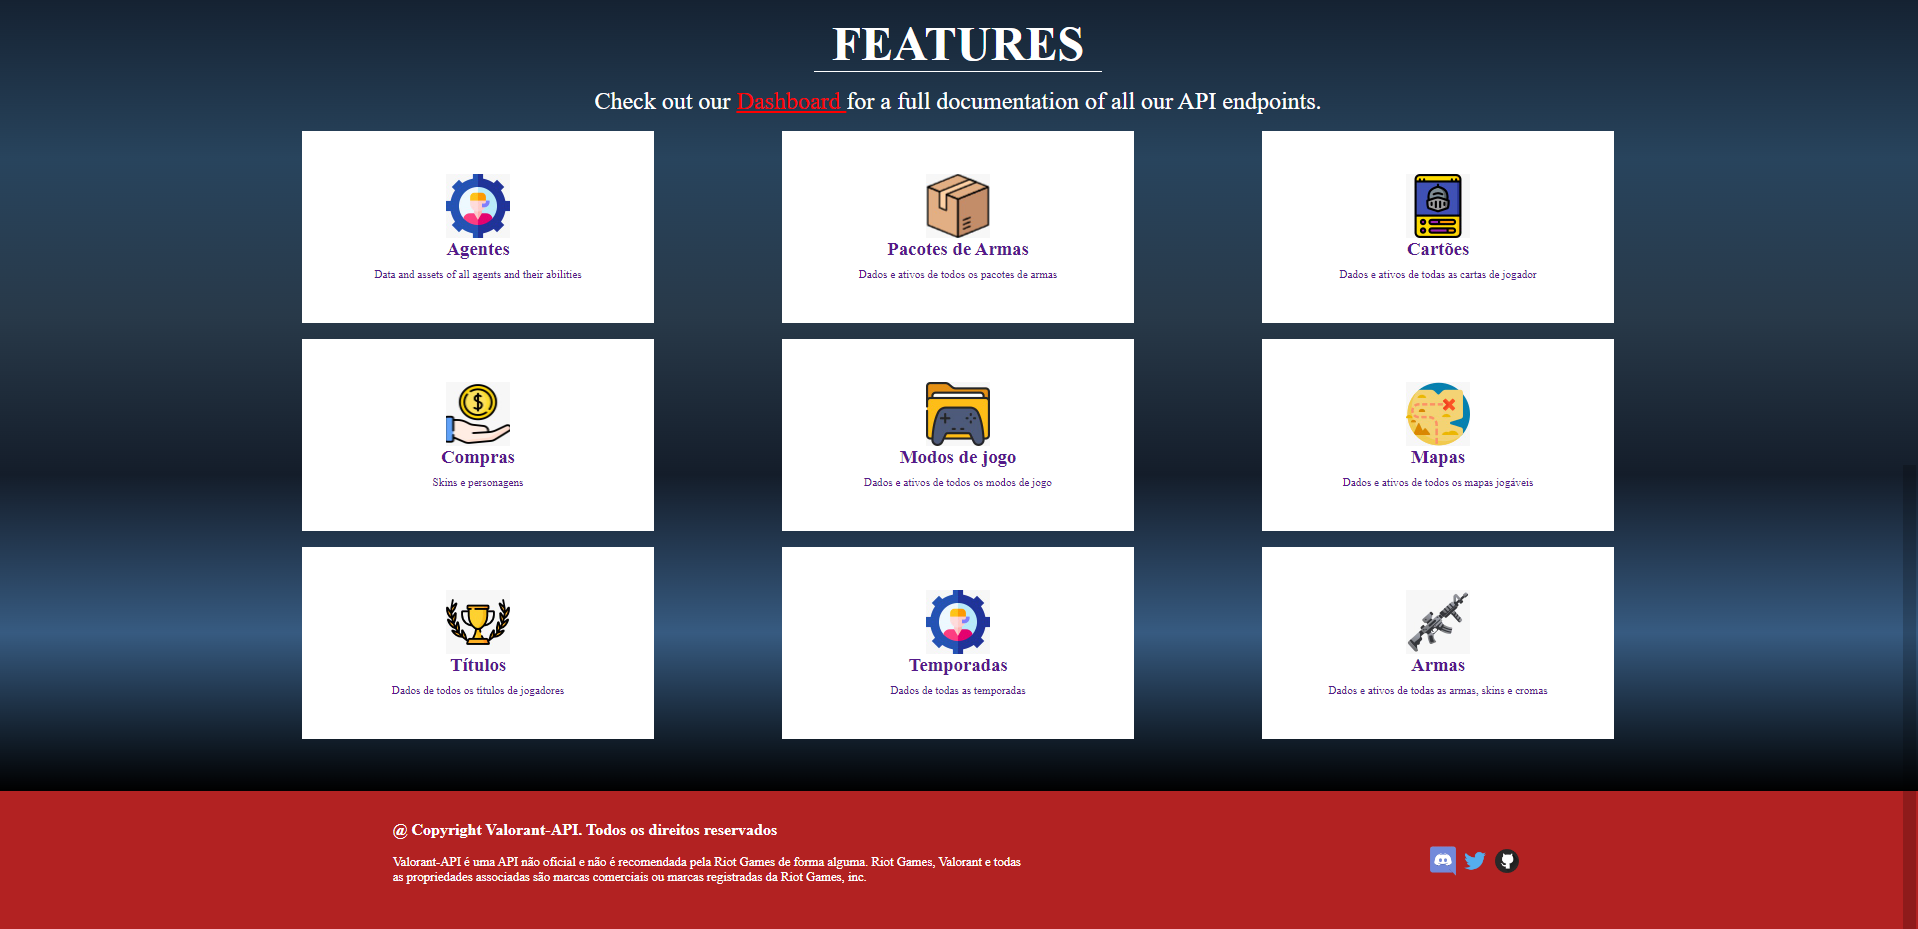 FEATURES
Check out our Dashboard for a full documentation of all our API endpoints.
Agentes
Data and assets of all agents and their abilities
Pacotes de Armas
Dados e ativos de todos os pacotes de armas
Cartões
Dados e ativos de todas as cartas de jogador
Compras
Skins e personagens
Modos de jogo
Dados e ativos de todos os modos de jogo
Mapas
Dados e ativos de todos os mapas jogáveis
Títulos
Dados de todos os titulos de jogadores
Temporadas
Dados de todas as temporadas
Armas
Dados e ativos de todas as armas, skins e cromas
@ Copyright Valorant-API. Todos os direitos reservados
Valorant-API é uma API não oficial e não é recomendada pela Riot Games de forma alguma. Riot Games, Valorant e todas
as propriedades associadas são marcas comerciais ou marcas registradas da Riot Games, inc.